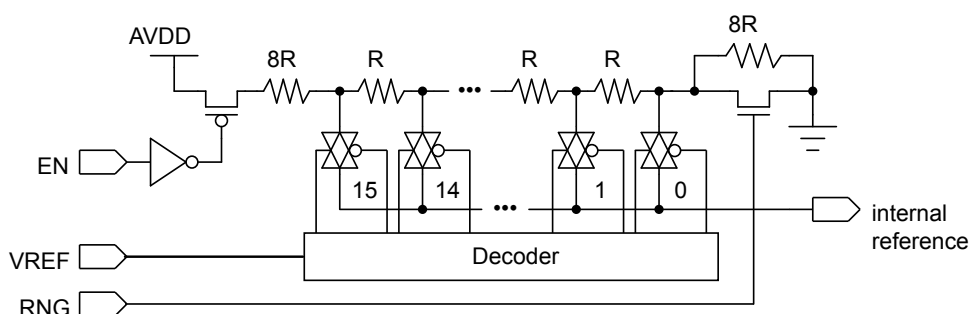 AVDD
8R
R
•••
R
R
8R
EN
15
14
1
0
•••
internal
reference
VREF
Decoder
RNG